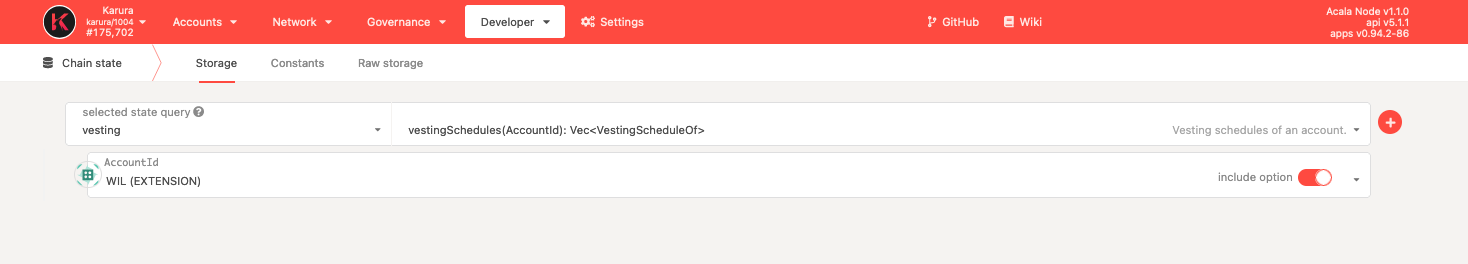 Karura
karura/1004
#175,702
Accounts
Network
Governance
Developer
Settings
GitHub
Wiki
Acala Node v1.1.0
api v5.1.1
apps v0.94.2-86
Chain state
Storage
Constants
Raw storage
selected state query
vesting
vestingSchedules(AccountId): Vec<VestingScheduleOf>
Vesting schedules of an account.
AccountId
WIL (EXTENSION)
include option